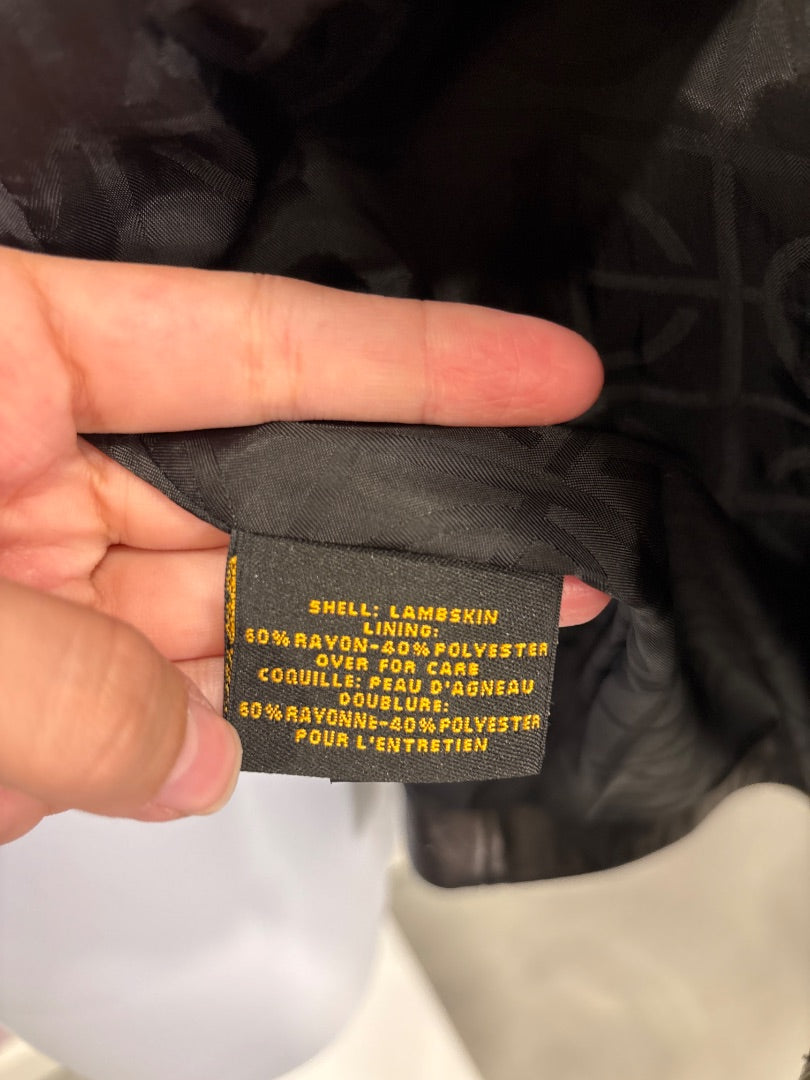 SHELL: LAMBSKIN
LINING:
60% RAYON-40% POLYESTER
OVER FOR CARE
COQUILLE: PEAU D'AGNEAU
DOUBLURE:
60% RAYONNE-40% POLYESTER
POUR L'ENTRETIEN